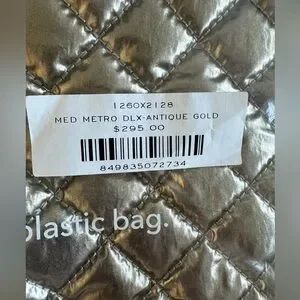 1260X2128
MED METRO DLX-ANTIQUE GOLD
$295.00
849835072734
plastic bag.